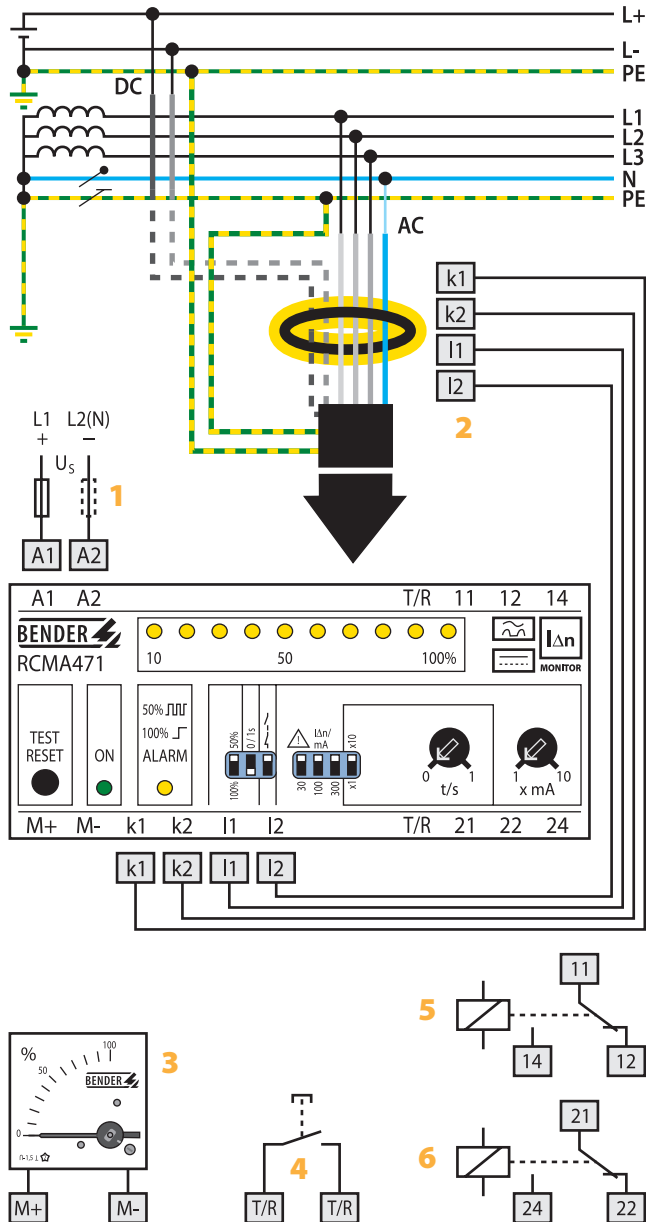 L+
L-
PE
DC
L1
L2
L3
N
PE
AC
k1
k2
l1
l2
2
L1 L2(N)
+ −
US
1
A1 A2
A1 A2 T/R 11 12 14
BENDER
RCMA471
10 50 100%
IΔn
MONITOR
TEST
RESET
ON
50%
100%
ALARM
50%
100%
0 / 1s
IΔn/
mA
x10
30
100
300
x1
0 1
t/s
1 10
x mA
M+ M- k1 k2 l1 l2 T/R 21 22 24
k1 k2 l1 l2
%
0
50
100
BENDER
3
M+ M-
4
T/R T/R
5
11
14 12
6
21
24 22